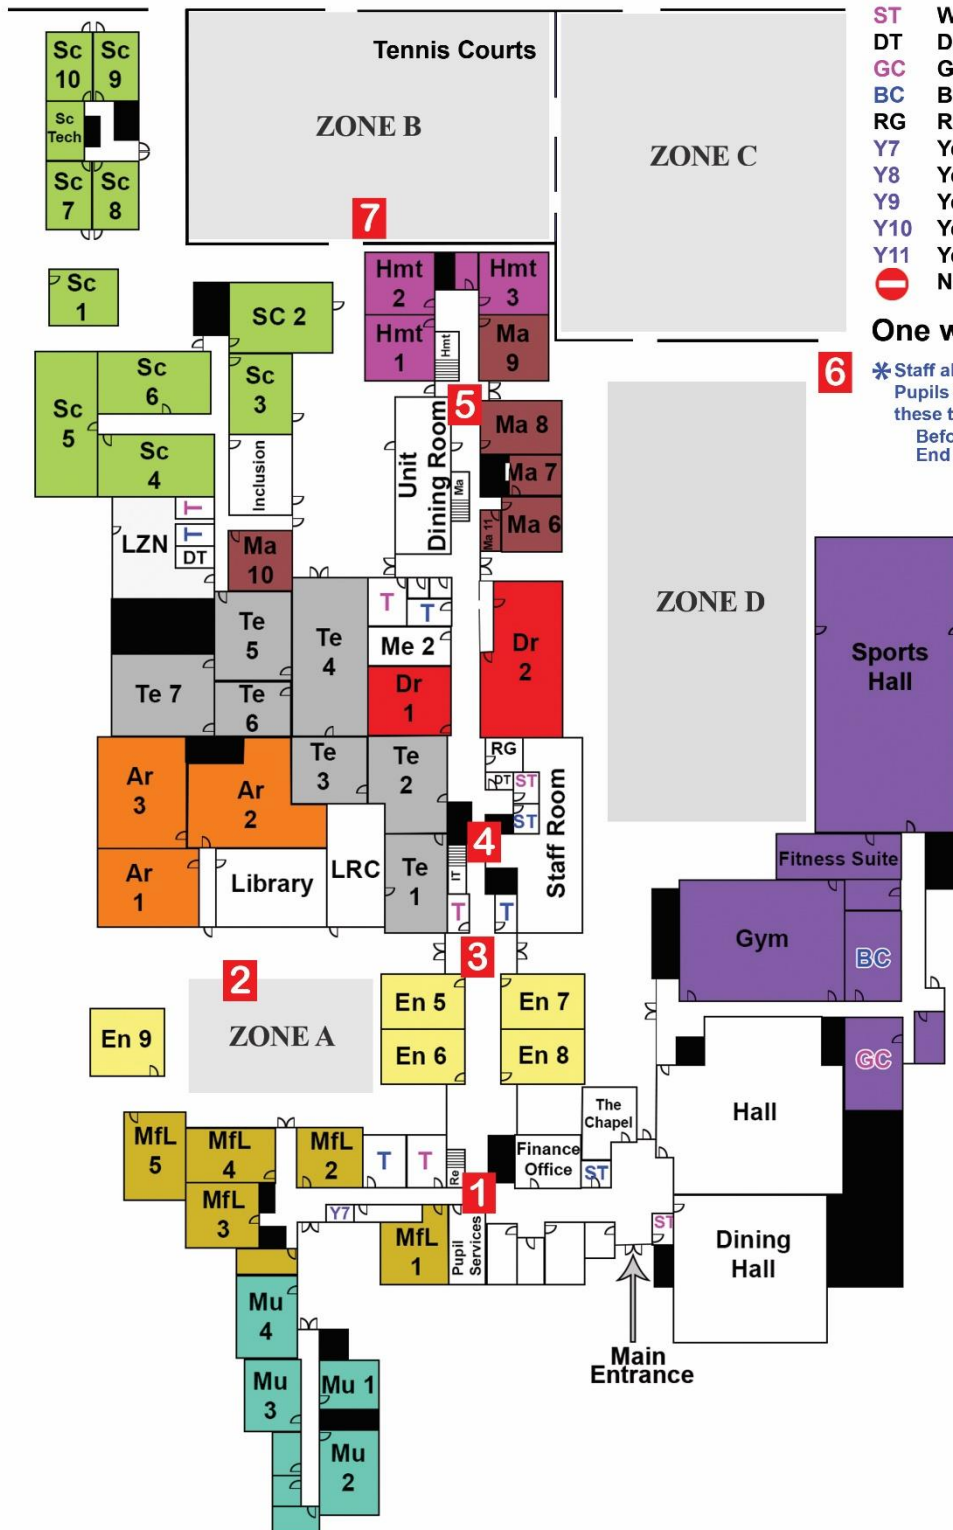 Tennis Courts
ZONE B
ZONE C
ST W
DT D
GC G
BC B
RG R
Y7 Ye
Y8 Ye
Y9 Ye
Y10 Ye
Y11 Ye
N
One w
* Staff al
Pupils
these t
Befo
End
Sc 10
Sc 9
Sc Tech
Sc 7
Sc 8
7
6
Sc 1
SC 2
Hmt 2
Hmt 3
Hmt 1
Hmt
Ma 9
Sc 6
Sc 5
Sc 3
Sc 4
Inclusion
5
Unit Dining Room
Ma
Ma 8
Ma 7
Ma 6
Ma 11
ZONE D
LZN
T
T
DT
Ma 10
Te 5
Te 4
Te 7
Te 6
T
T
Me 2
Dr 1
Dr 2
Sports Hall
Ar 3
Ar 2
Te 3
Te 2
RG
DT
ST
ST
Staff Room
4
Ar 1
Library
LRC
Te 1
IT
T
T
Fitness Suite
Gym
BC
3
2
ZONE A
En 9
En 5
En 7
En 6
En 8
GC
Hall
The Chapel
MfL 5
MfL 4
MfL 2
T
T
Re
Finance Office
ST
1
MfL 3
Y7
MfL 1
Pupil Services
ST
Dining Hall
Mu 4
Main Entrance
Mu 3
Mu 1
Mu 2